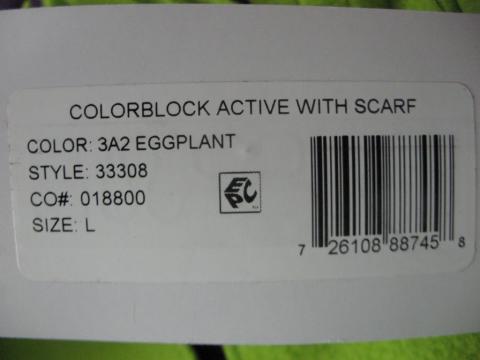 COLORBLOCK ACTIVE WITH SCARF
COLOR: 3A2 EGGPLANT
STYLE: 33308
CO#: 018800
SIZE: L
EPC
7 26108 88745 8